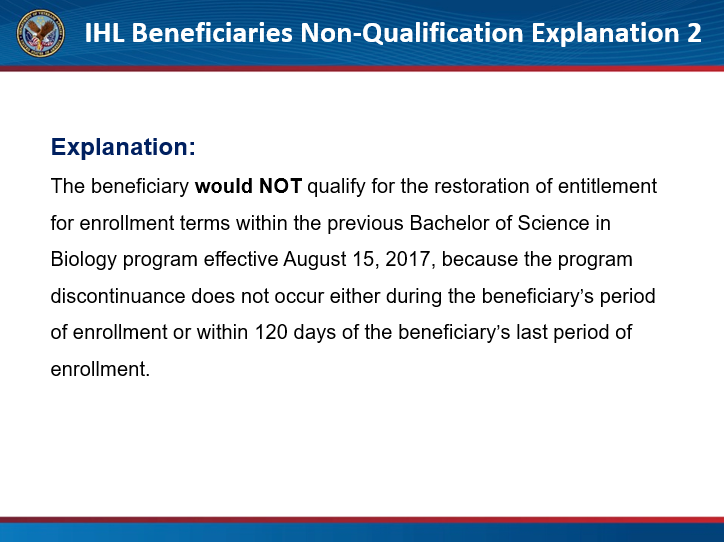 IHL Beneficiaries Non-Qualification Explanation 2
Explanation:
The beneficiary would NOT qualify for the restoration of entitlement
for enrollment terms within the previous Bachelor of Science in
Biology program effective August 15, 2017, because the program
discontinuance does not occur either during the beneficiary’s period
of enrollment or within 120 days of the beneficiary’s last period of
enrollment.